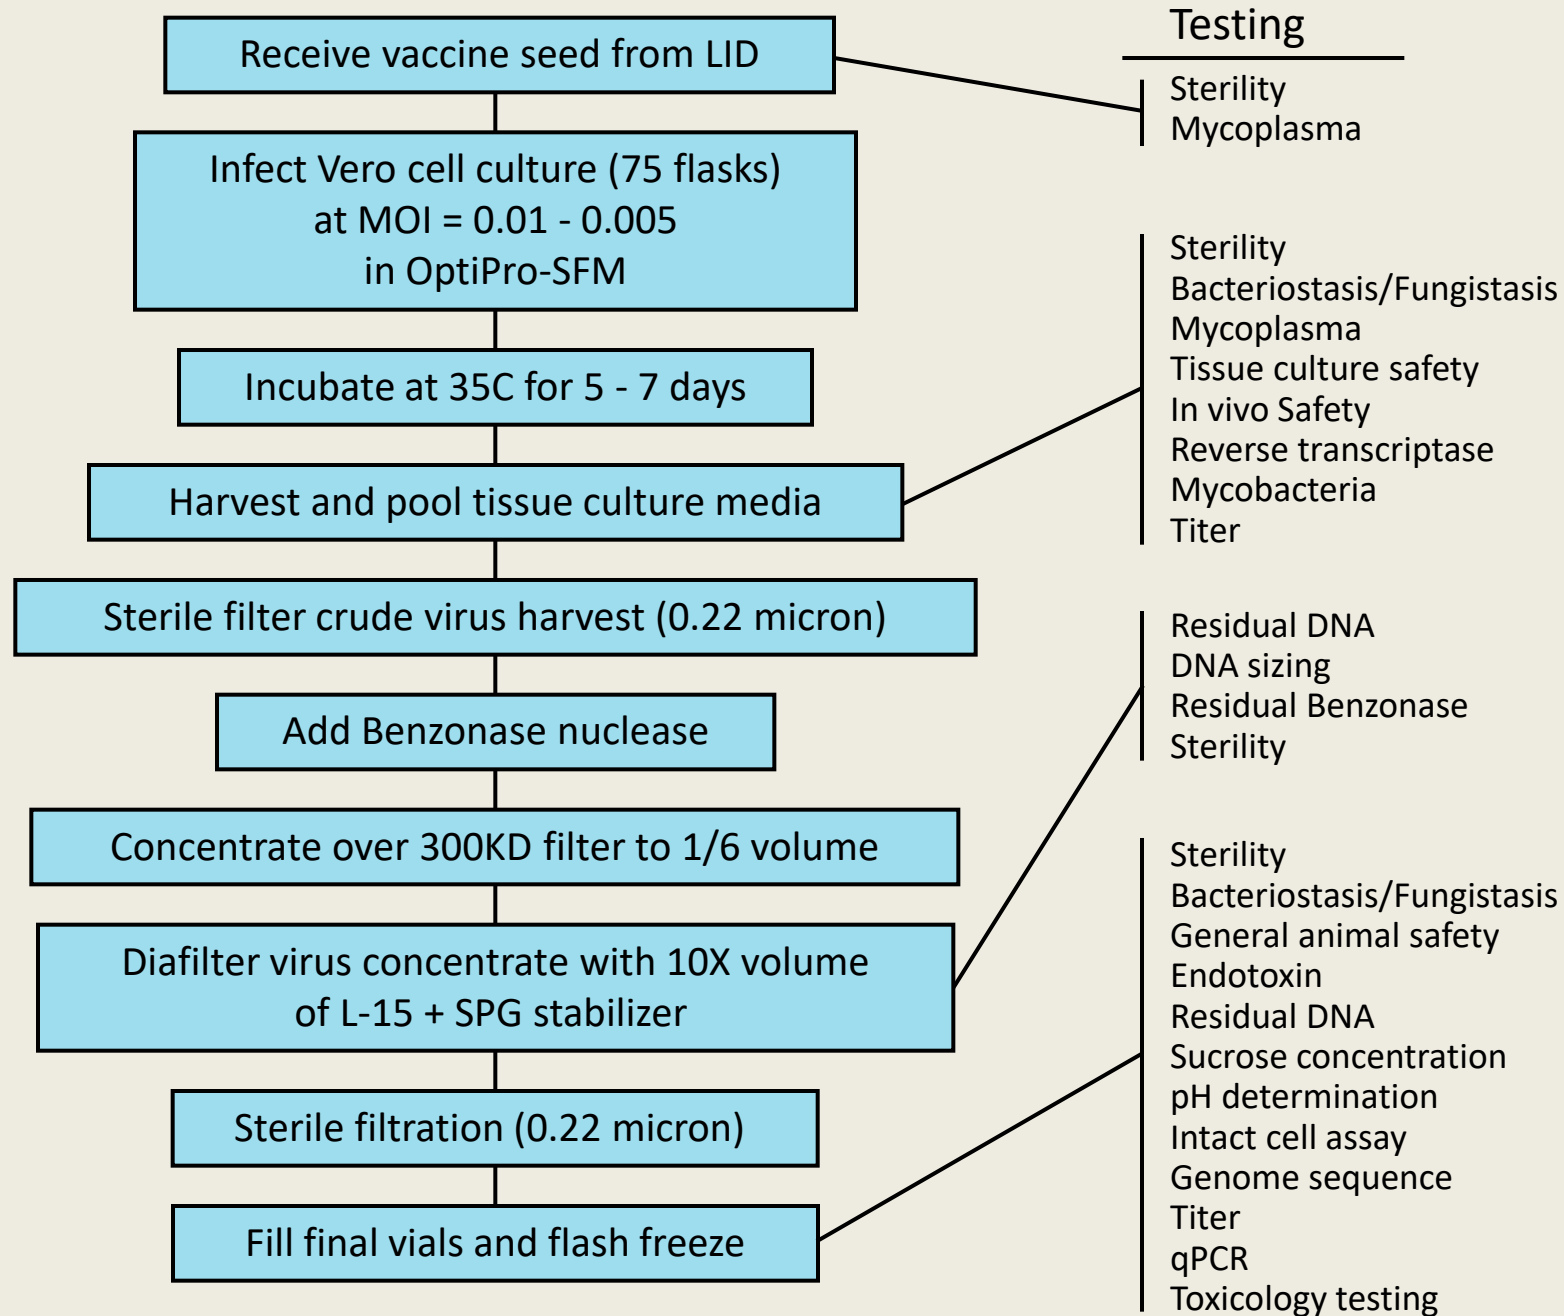 Receive vaccine seed from LID
Infect Vero cell culture (75 flasks)
at MOI = 0.01 - 0.005
in OptiPro-SFM
Incubate at 35C for 5 - 7 days
Harvest and pool tissue culture media
Sterile filter crude virus harvest (0.22 micron)
Add Benzonase nuclease
Concentrate over 300KD filter to 1/6 volume
Diafilter virus concentrate with 10X volume
of L-15 + SPG stabilizer
Sterile filtration (0.22 micron)
Fill final vials and flash freeze
Testing
Sterility
Mycoplasma
Sterility
Bacteriostasis/Fungistasis
Mycoplasma
Tissue culture safety
In vivo Safety
Reverse transcriptase
Mycobacteria
Titer
Residual DNA
DNA sizing
Residual Benzonase
Sterility
Sterility
Bacteriostasis/Fungistasis
General animal safety
Endotoxin
Residual DNA
Sucrose concentration
pH determination
Intact cell assay
Genome sequence
Titer
qPCR
Toxicology testing